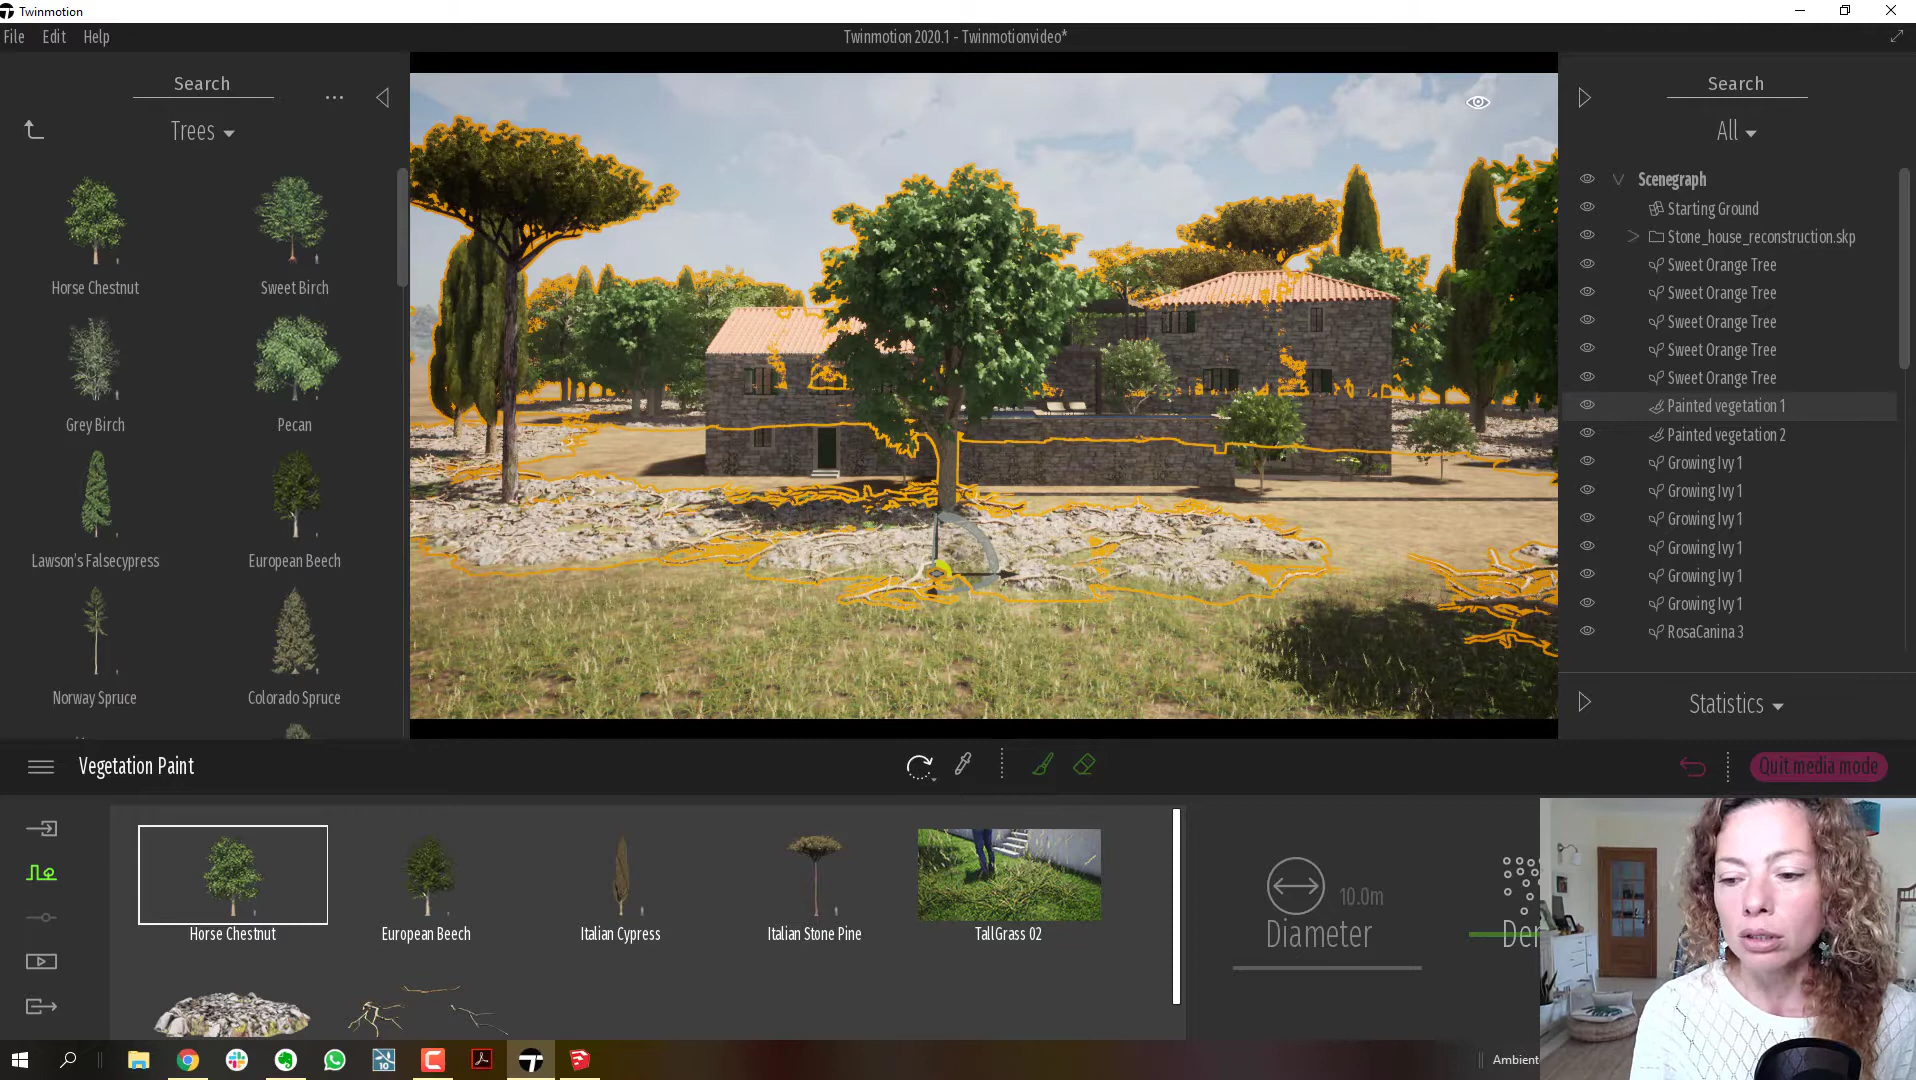 Twinmotion
File Edit Help
Twinmotion 2020.1 - Twinmotionvideo*
Search
...
Trees
Horse Chestnut
Sweet Birch
Grey Birch
Pecan
Lawson's Falsecypress
European Beech
Norway Spruce
Colorado Spruce
Search
All
Scenegraph
Starting Ground
Stone_house_reconstruction.skp
Sweet Orange Tree
Sweet Orange Tree
Sweet Orange Tree
Sweet Orange Tree
Sweet Orange Tree
Painted vegetation 1
Painted vegetation 2
Growing Ivy 1
Growing Ivy 1
Growing Ivy 1
Growing Ivy 1
Growing Ivy 1
Growing Ivy 1
RosaCanina 3
Statistics
Vegetation Paint
Quit media mode
Horse Chestnut
European Beech
Italian Cypress
Italian Stone Pine
TallGrass 02
10.0m
Diameter
Den
10
Ambient